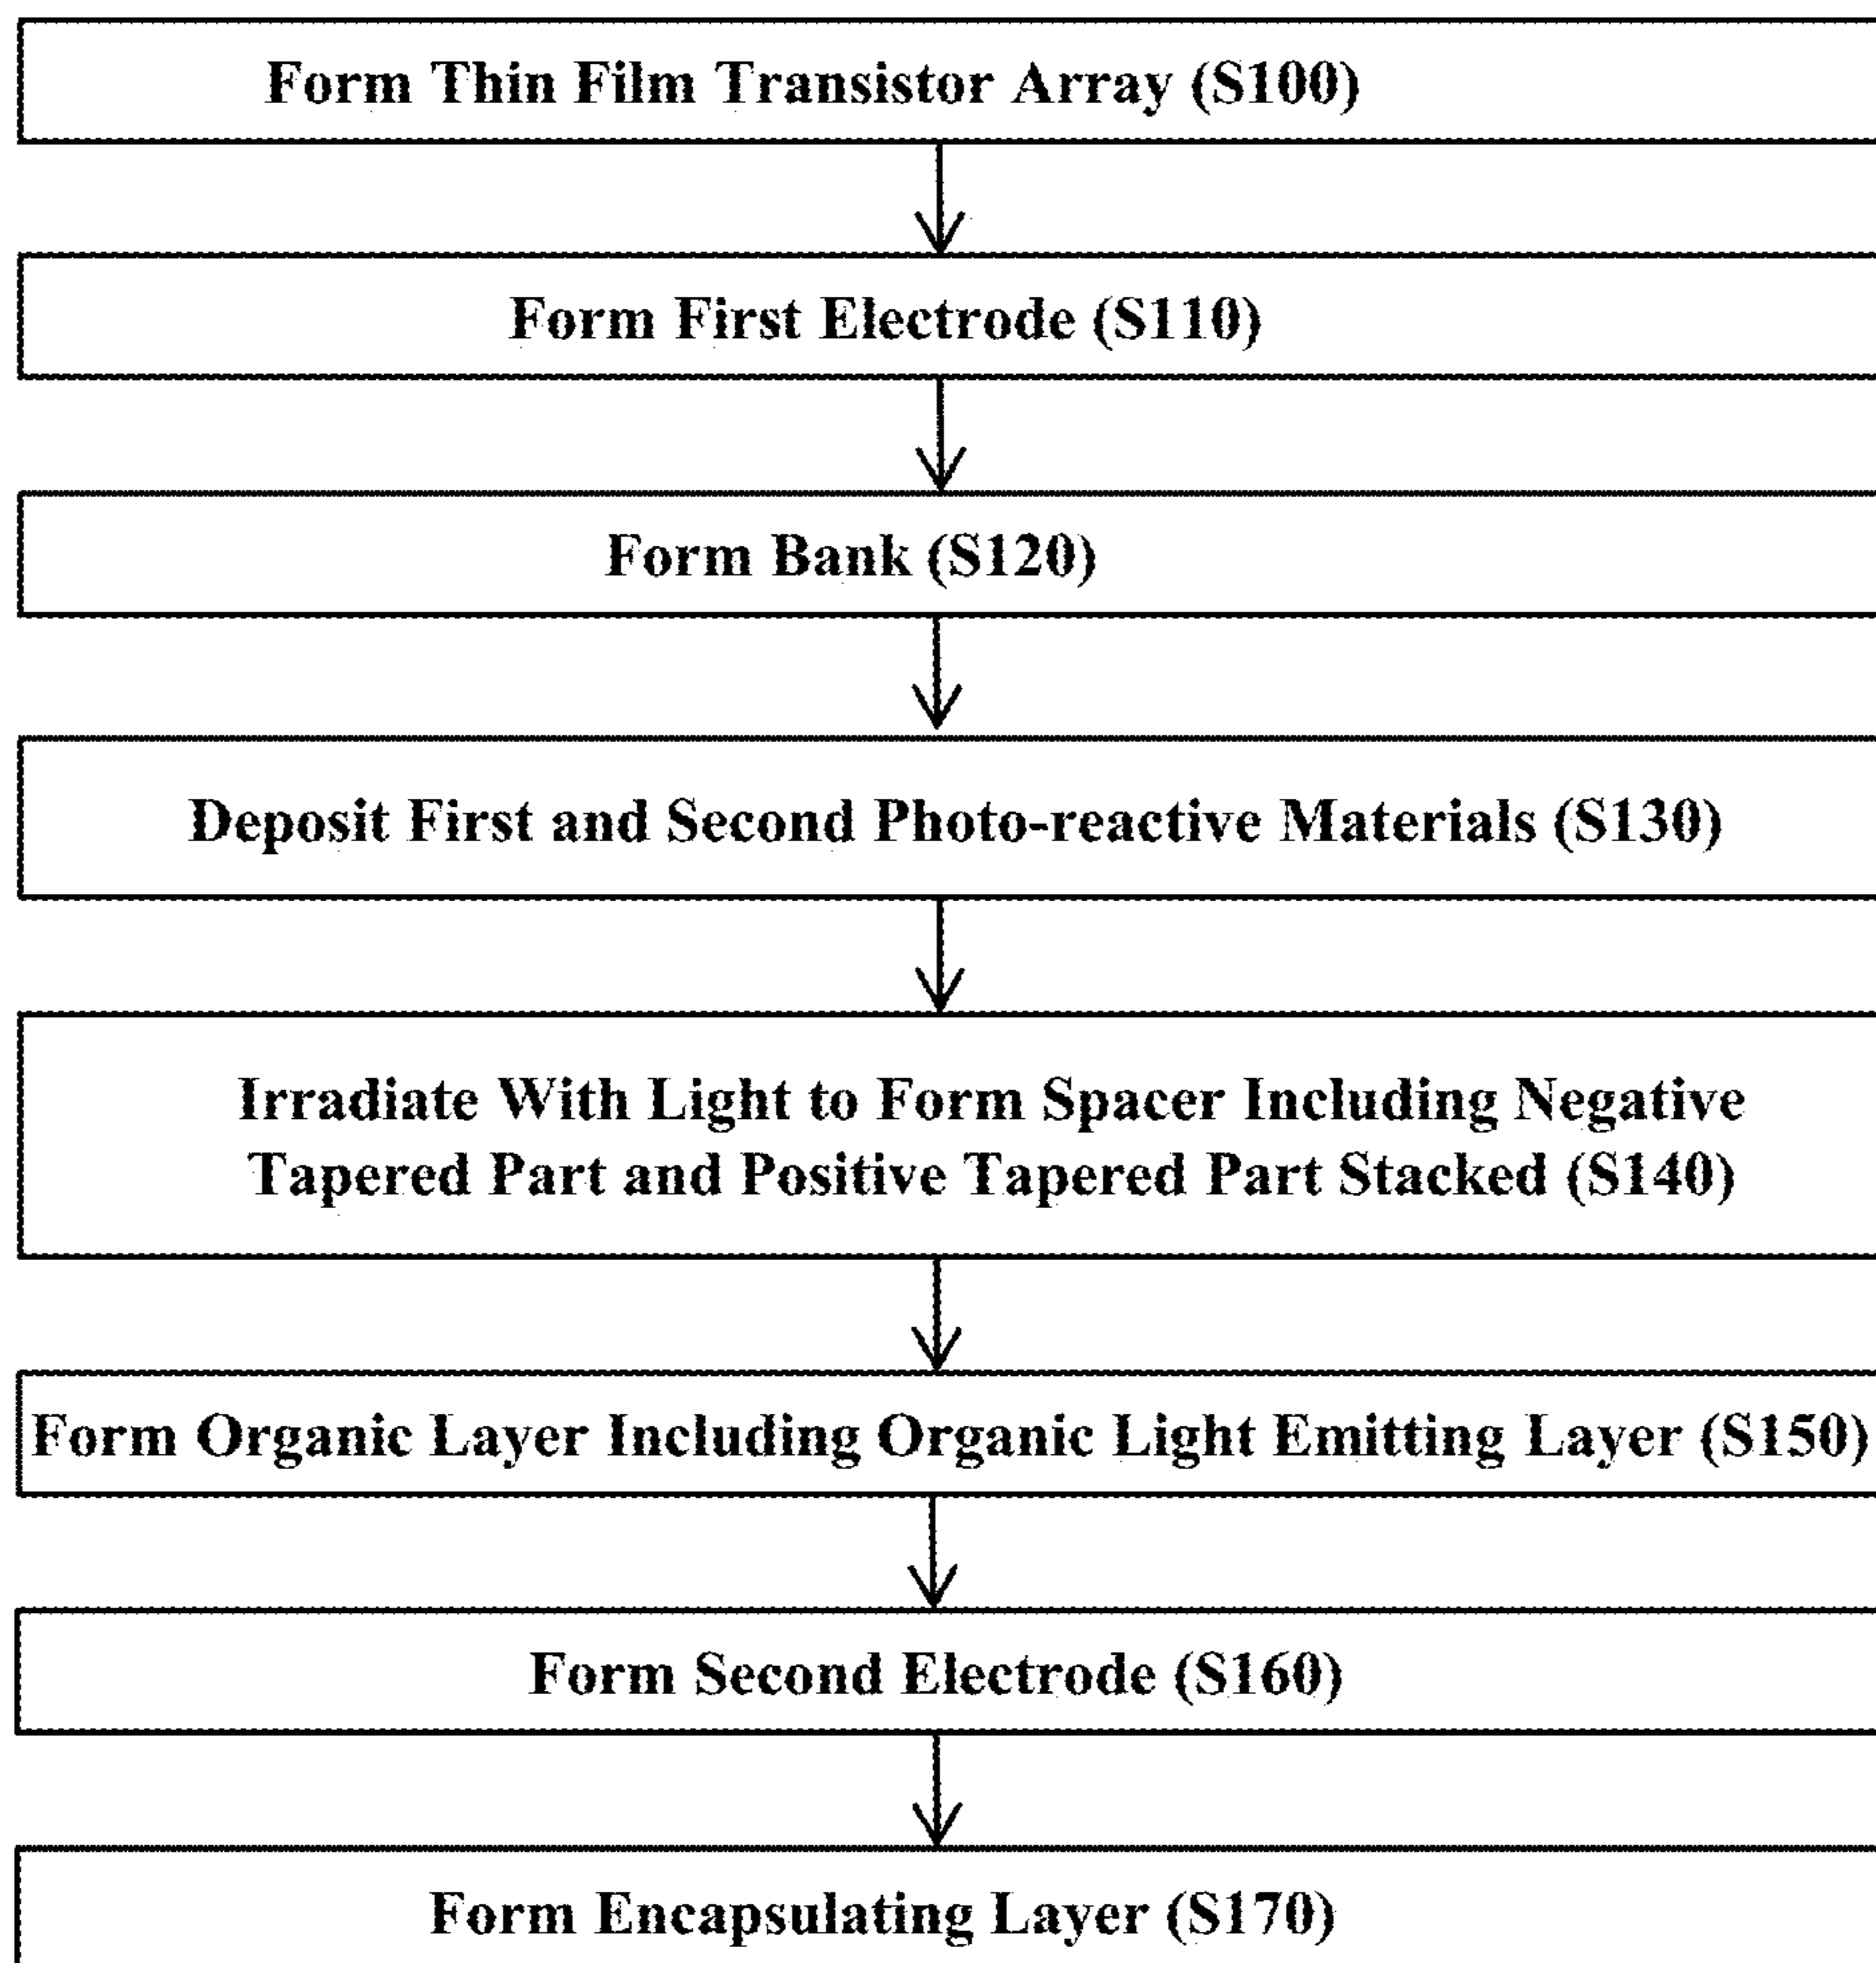 Form Thin Film Transistor Array (S100)
Form First Electrode (S110)
Form Bank (S120)
Deposit First and Second Photo-reactive Materials (S130)
Irradiate With Light to Form Spacer Including Negative
Tapered Part and Positive Tapered Part Stacked (S140)
Form Organic Layer Including Organic Light Emitting Layer (S150)
Form Second Electrode (S160)
Form Encapsulating Layer (S170)